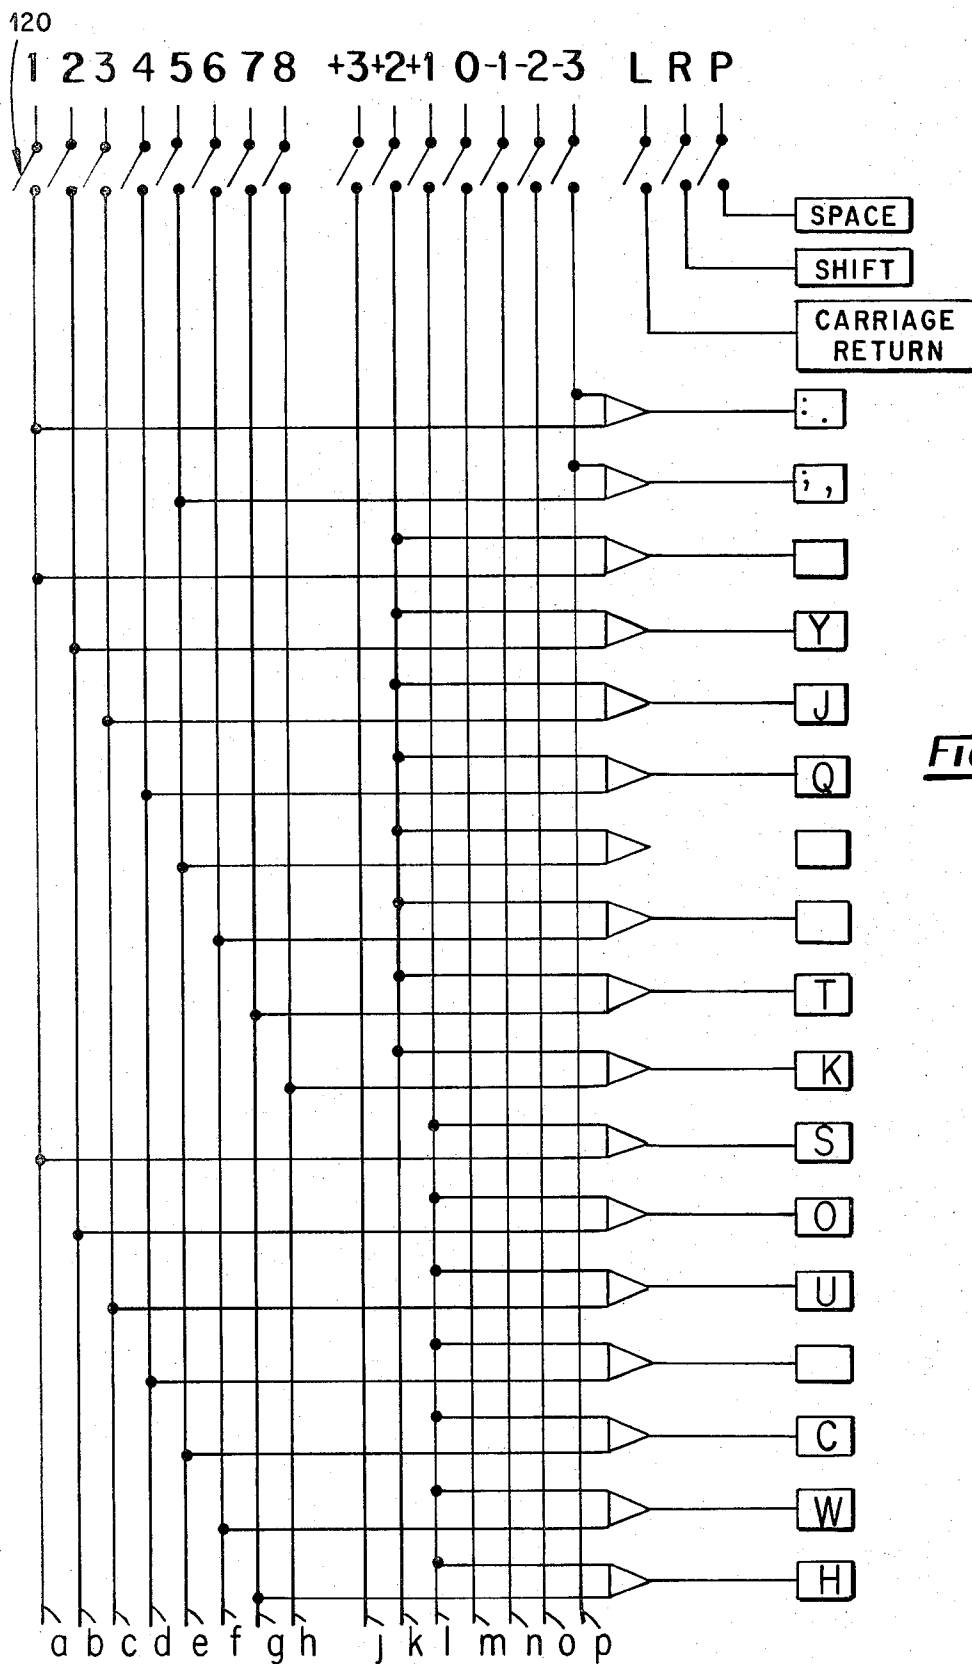 120
1 2 3 4 5 6 7 8 +3 +2 +1 0 -1 -2 -3 L R P
SPACE
SHIFT
CARRIAGE
RETURN
: .
; ,
Y
J
Q
T
K
S
O
U
C
W
H
a b c d e f g h j k l m n o p